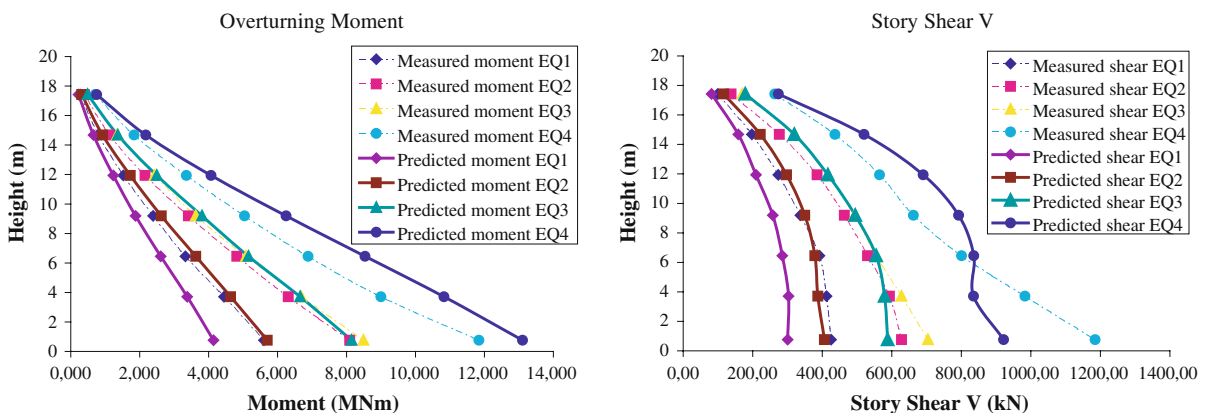 Overturning Moment
20
18
16
14
12
10
8
6
4
2
0
Height (m)
0,000 2,000 4,000 6,000 8,000 10,000 12,000 14,000
Moment (MNm)
Measured moment EQ1
Measured moment EQ2
Measured moment EQ3
Measured moment EQ4
Predicted moment EQ1
Predicted moment EQ2
Predicted moment EQ3
Predicted moment EQ4
Story Shear V
20
18
16
14
12
10
8
6
4
2
0
Height (m)
0,00 200,00 400,00 600,00 800,00 1000,00 1200,00 1400,00
Story Shear V (kN)
Measured shear EQ1
Measured shear EQ2
Measured shear EQ3
Measured shear EQ4
Predicted shear EQ1
Predicted shear EQ2
Predicted shear EQ3
Predicted shear EQ4